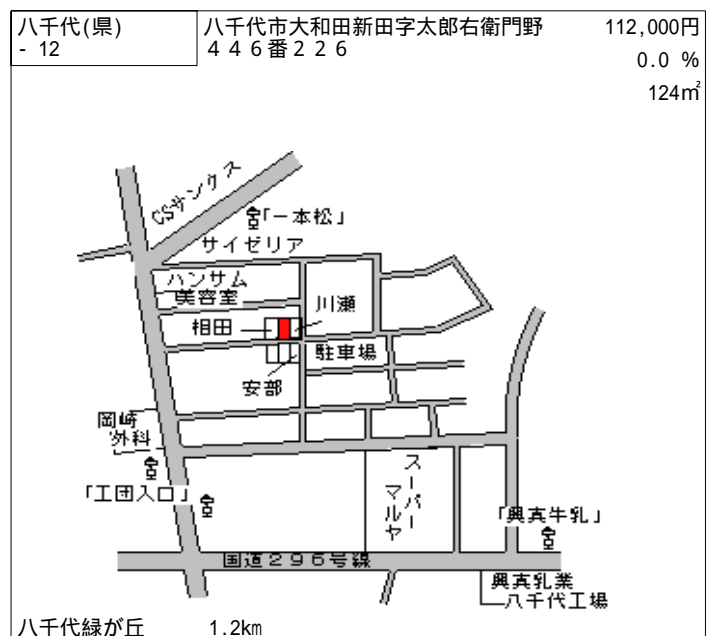 八千代(県)
- 12
八千代市大和田新田字太郎右衛門野
４４６番２２６
112,000円
0.0 %
124㎡
CSサンクス
「一本松」
サイゼリア
ハンサム
美容室
川瀬
相田
駐車場
安部
岡崎
外科
「工団入口」
スーパー
マルヤ
「興真牛乳」
国道２９６号線
興真乳業
八千代工場
八千代緑が丘 1.2km